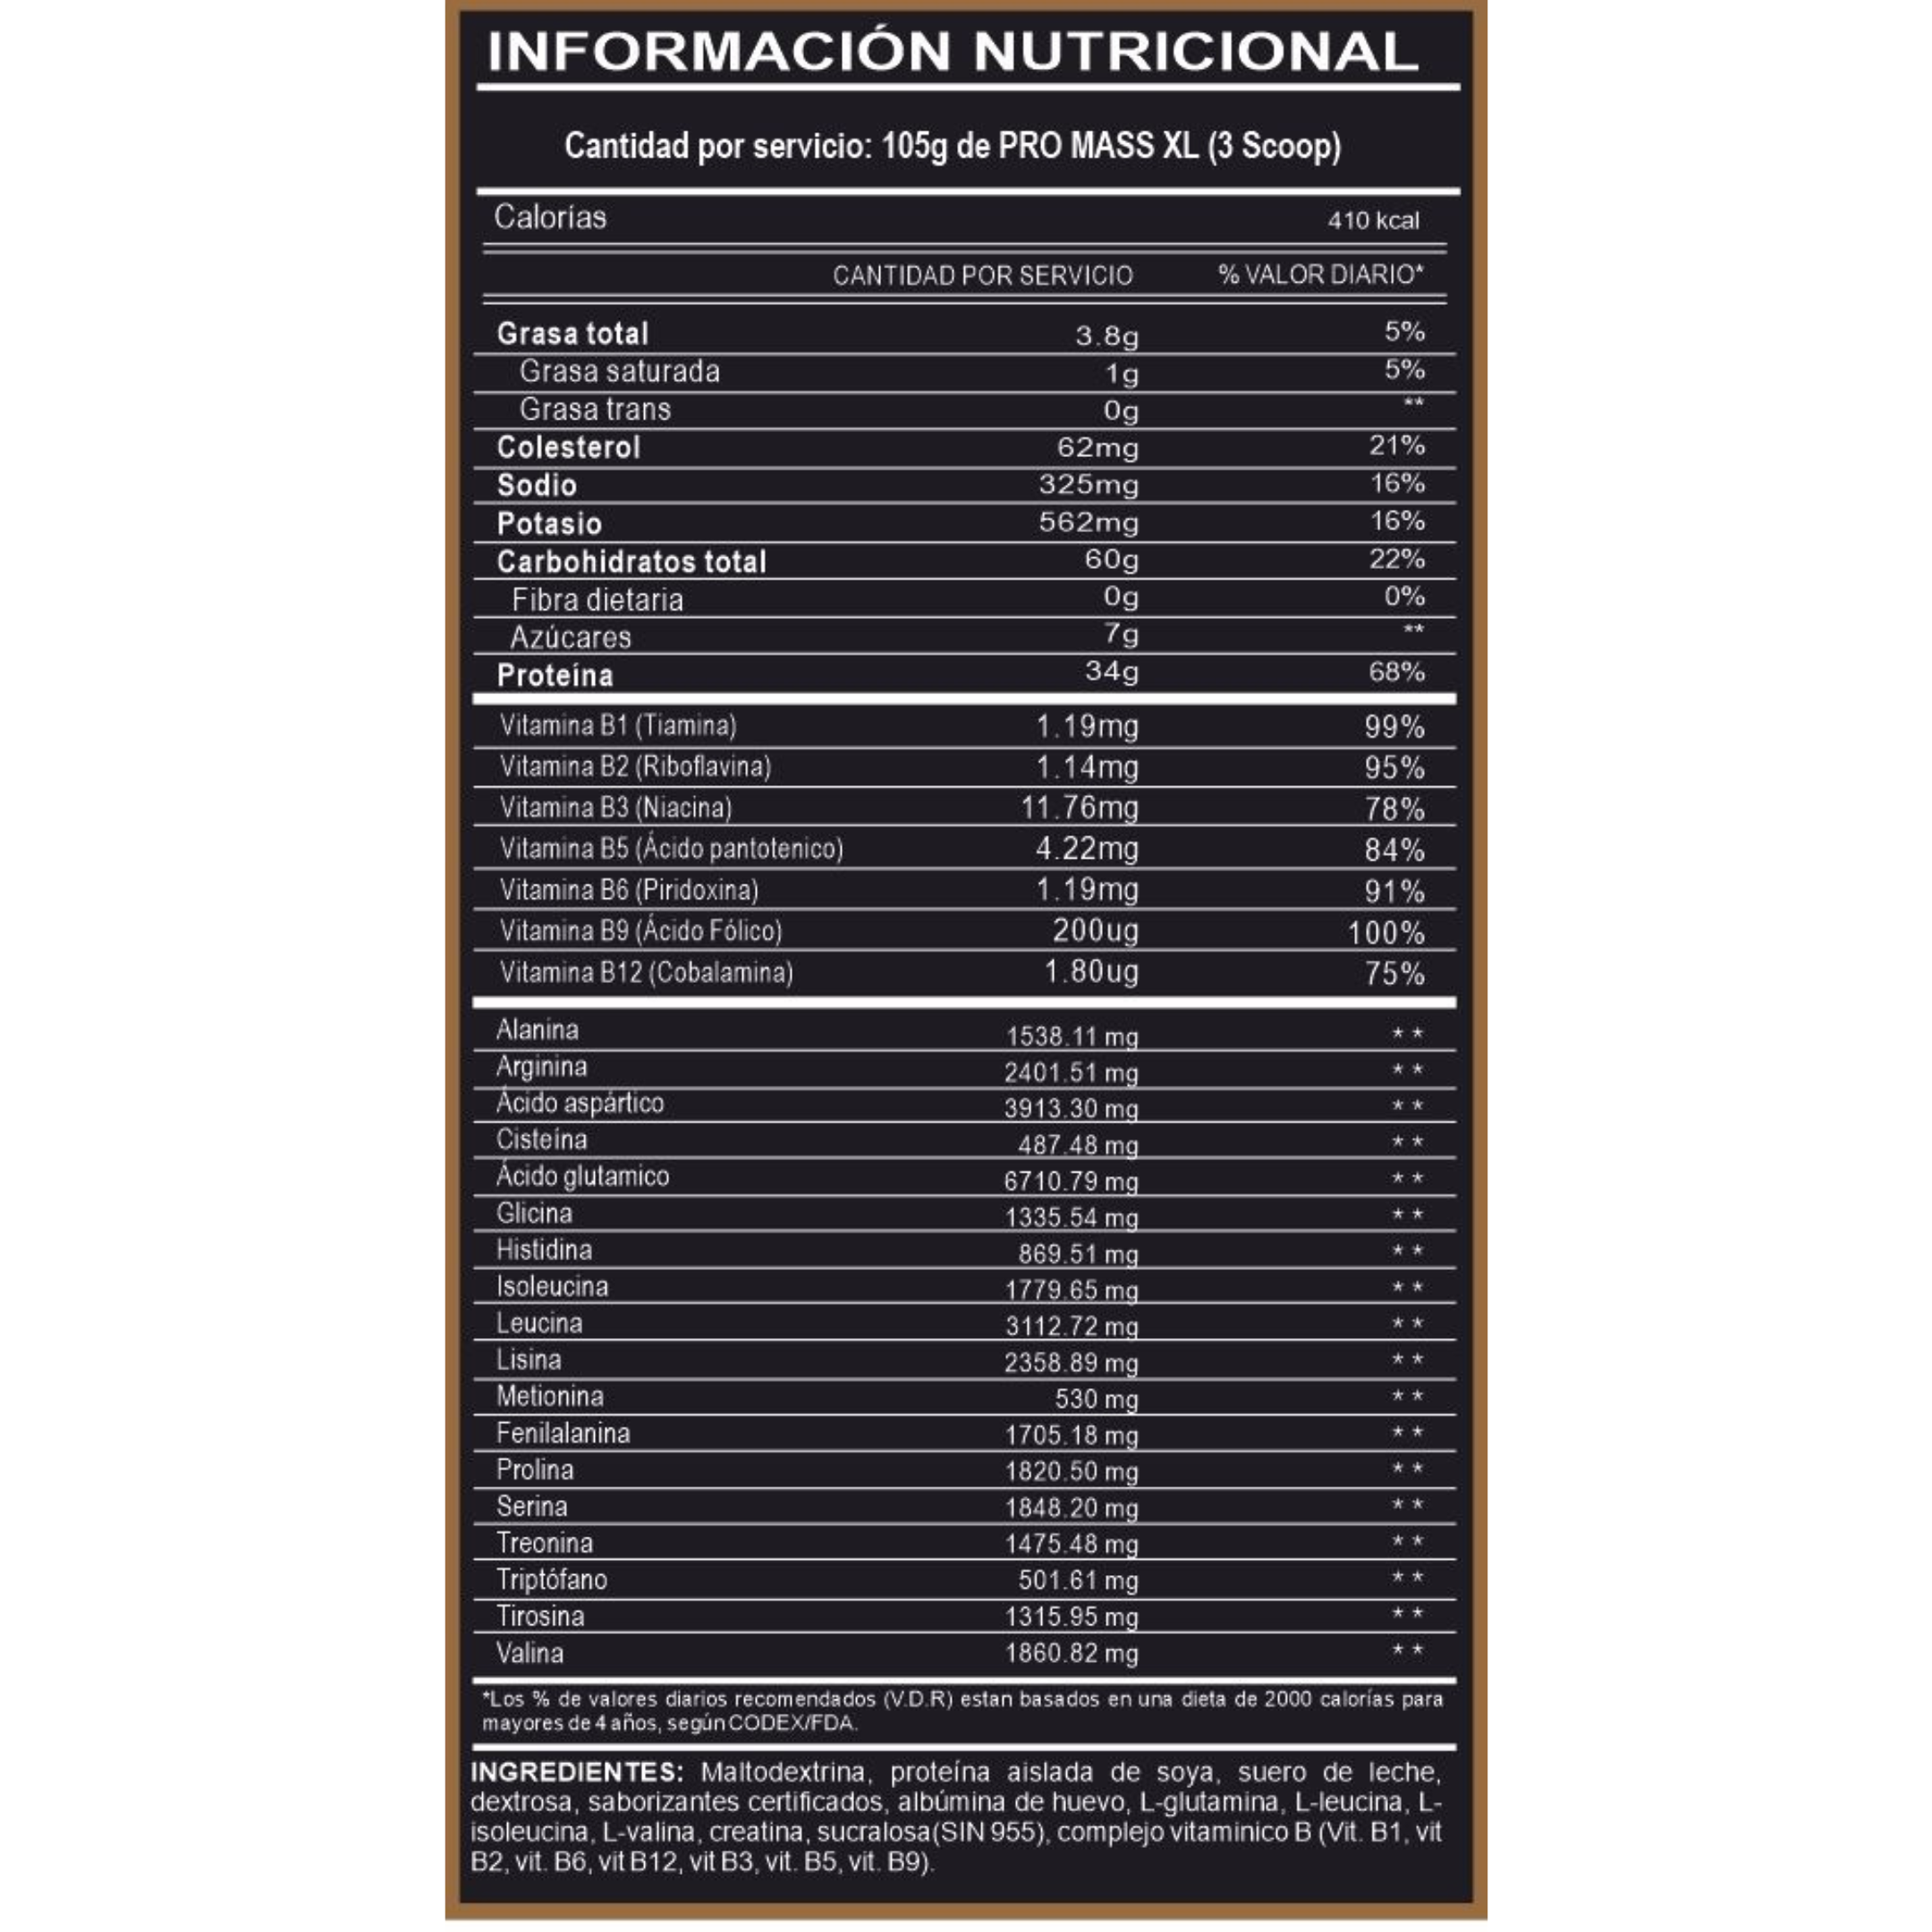 INFORMACIÓN NUTRICIONAL
Cantidad por servicio: 105g de PRO MASS XL (3 Scoop)
Calorías 410 kcal
CANTIDAD POR SERVICIO % VALOR DIARIO*
Grasa total 3.8g 5%
Grasa saturada 1g 5%
Grasa trans 0g **
Colesterol 62mg 21%
Sodio 325mg 16%
Potasio 562mg 16%
Carbohidratos total 60g 22%
Fibra dietaria 0g 0%
Azúcares 7g **
Proteína 34g 68%
Vitamina B1 (Tiamina) 1.19mg 99%
Vitamina B2 (Riboflavina) 1.14mg 95%
Vitamina B3 (Niacina) 11.76mg 78%
Vitamina B5 (Ácido pantotenico) 4.22mg 84%
Vitamina B6 (Piridoxina) 1.19mg 91%
Vitamina B9 (Ácido Fólico) 200ug 100%
Vitamina B12 (Cobalamina) 1.80ug 75%
Alanina 1538.11 mg **
Arginina 2401.51 mg **
Ácido aspártico 3913.30 mg **
Cisteína 487.48 mg **
Ácido glutamico 6710.79 mg **
Glicina 1335.54 mg **
Histidina 869.51 mg **
Isoleucina 1779.65 mg **
Leucina 3112.72 mg **
Lisina 2358.89 mg **
Metionina 530 mg **
Fenilalanina 1705.18 mg **
Prolina 1820.50 mg **
Serina 1848.20 mg **
Treonina 1475.48 mg **
Triptófano 501.61 mg **
Tirosina 1315.95 mg **
Valina 1860.82 mg **
*Los % de valores diarios recomendados (V.D.R) estan basados en una dieta de 2000 calorías para
mayores de 4 años, según CODEX/FDA.
INGREDIENTES: Maltodextrina, proteína aislada de soya, suero de leche,
dextrosa, saborizantes certificados, albúmina de huevo, L-glutamina, L-leucina, L-
isoleucina, L-valina, creatina, sucralosa(SIN 955), complejo vitaminico B (Vit. B1, vit
B2, vit. B6, vit B12, vit B3, vit. B5, vit. B9).